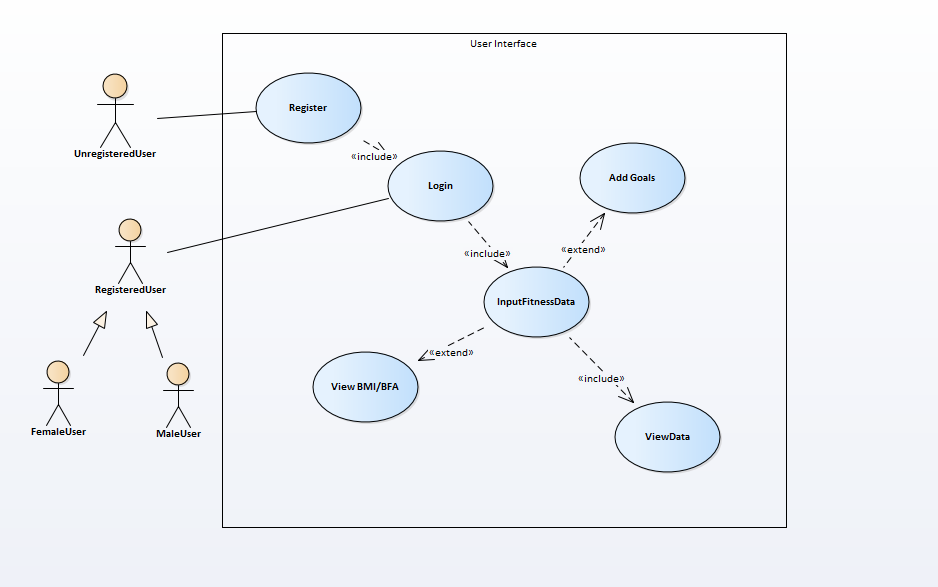 User Interface
Register
UnregisteredUser
«include»
Login
Add Goals
«include»
«extend»
RegisteredUser
InputFitnessData
«extend»
«include»
View BMI/BFA
FemaleUser
MaleUser
ViewData